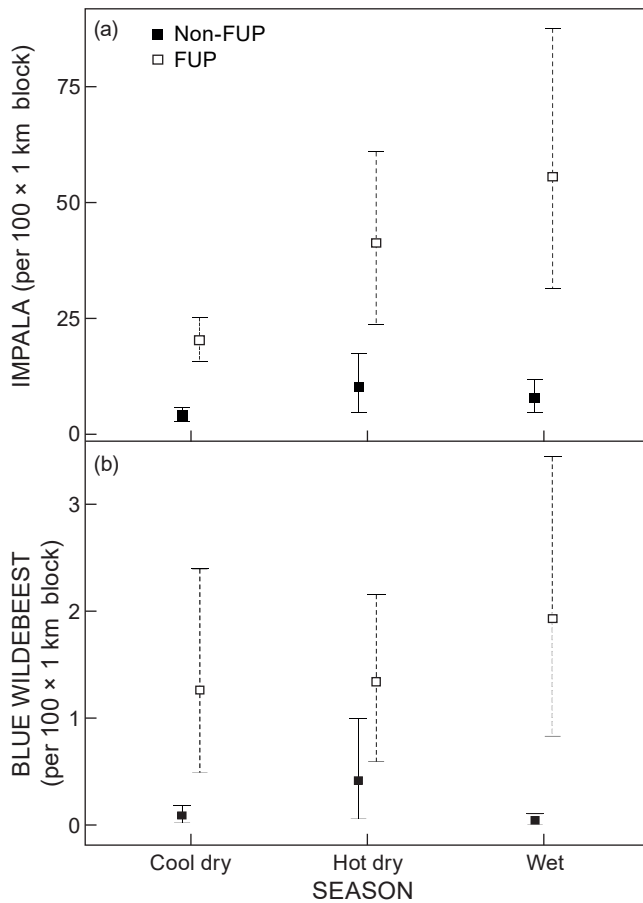 (a)
Non-FUP
FUP
IMPALA (per 100 × 1 km block)
75
50
25
0
(b)
BLUE WILDEBEEST
(per 100 × 1 km block)
3
2
1
0
Cool dry Hot dry Wet
SEASON